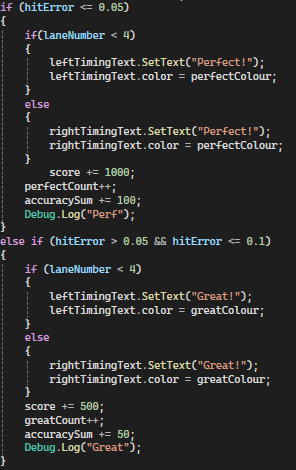 if (hitError <= 0.05)
{
    if(laneNumber < 4)
    {
        leftTimingText.SetText("Perfect!");
        leftTimingText.color = perfectColour;
    }
    else
    {
        rightTimingText.SetText("Perfect!");
        rightTimingText.color = perfectColour;
    }
        score += 1000;
    perfectCount++;
    accuracySum += 100;
    Debug.Log("Perf");
}
else if (hitError > 0.05 && hitError <= 0.1)
{
    if (laneNumber < 4)
    {
        leftTimingText.SetText("Great!");
        leftTimingText.color = greatColour;
    }
    else
    {
        rightTimingText.SetText("Great!");
        rightTimingText.color = greatColour;
    }
    score += 500;
    greatCount++;
    accuracySum += 50;
    Debug.Log("Great");
}